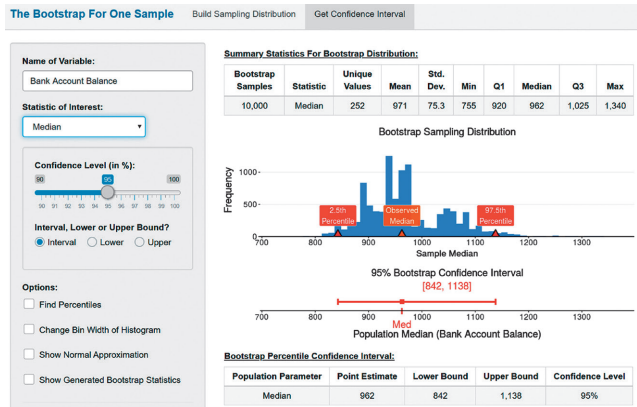 The Bootstrap For One Sample Build Sampling Distribution Get Confidence Interval
Name of Variable:
Bank Account Balance
Statistic of Interest:
Median
Confidence Level (in %):
90 95 100
90 91 92 93 94 95 96 97 98 99 100
Interval, Lower or Upper Bound?
Interval Lower Upper
Options:
Find Percentiles
Change Bin Width of Histogram
Show Normal Approximation
Show Generated Bootstrap Statistics
Summary Statistics For Bootstrap Distribution:
Bootstrap Samples Statistic Unique Values Mean Std. Dev. Min Q1 Median Q3 Max
10,000 Median 252 971 75.3 755 920 962 1,025 1,340
Bootstrap Sampling Distribution
Frequency
1000
500
0
2.5th Percentile
Observed Median
97.5th Percentile
700 800 900 1000 1100 1200 1300
Sample Median
95% Bootstrap Confidence Interval
[842, 1138]
700 800 900 1000 1100 1200 1300
Med
Population Median (Bank Account Balance)
Bootstrap Percentile Confidence Interval:
Population Parameter Point Estimate Lower Bound Upper Bound Confidence Level
Median 962 842 1,138 95%